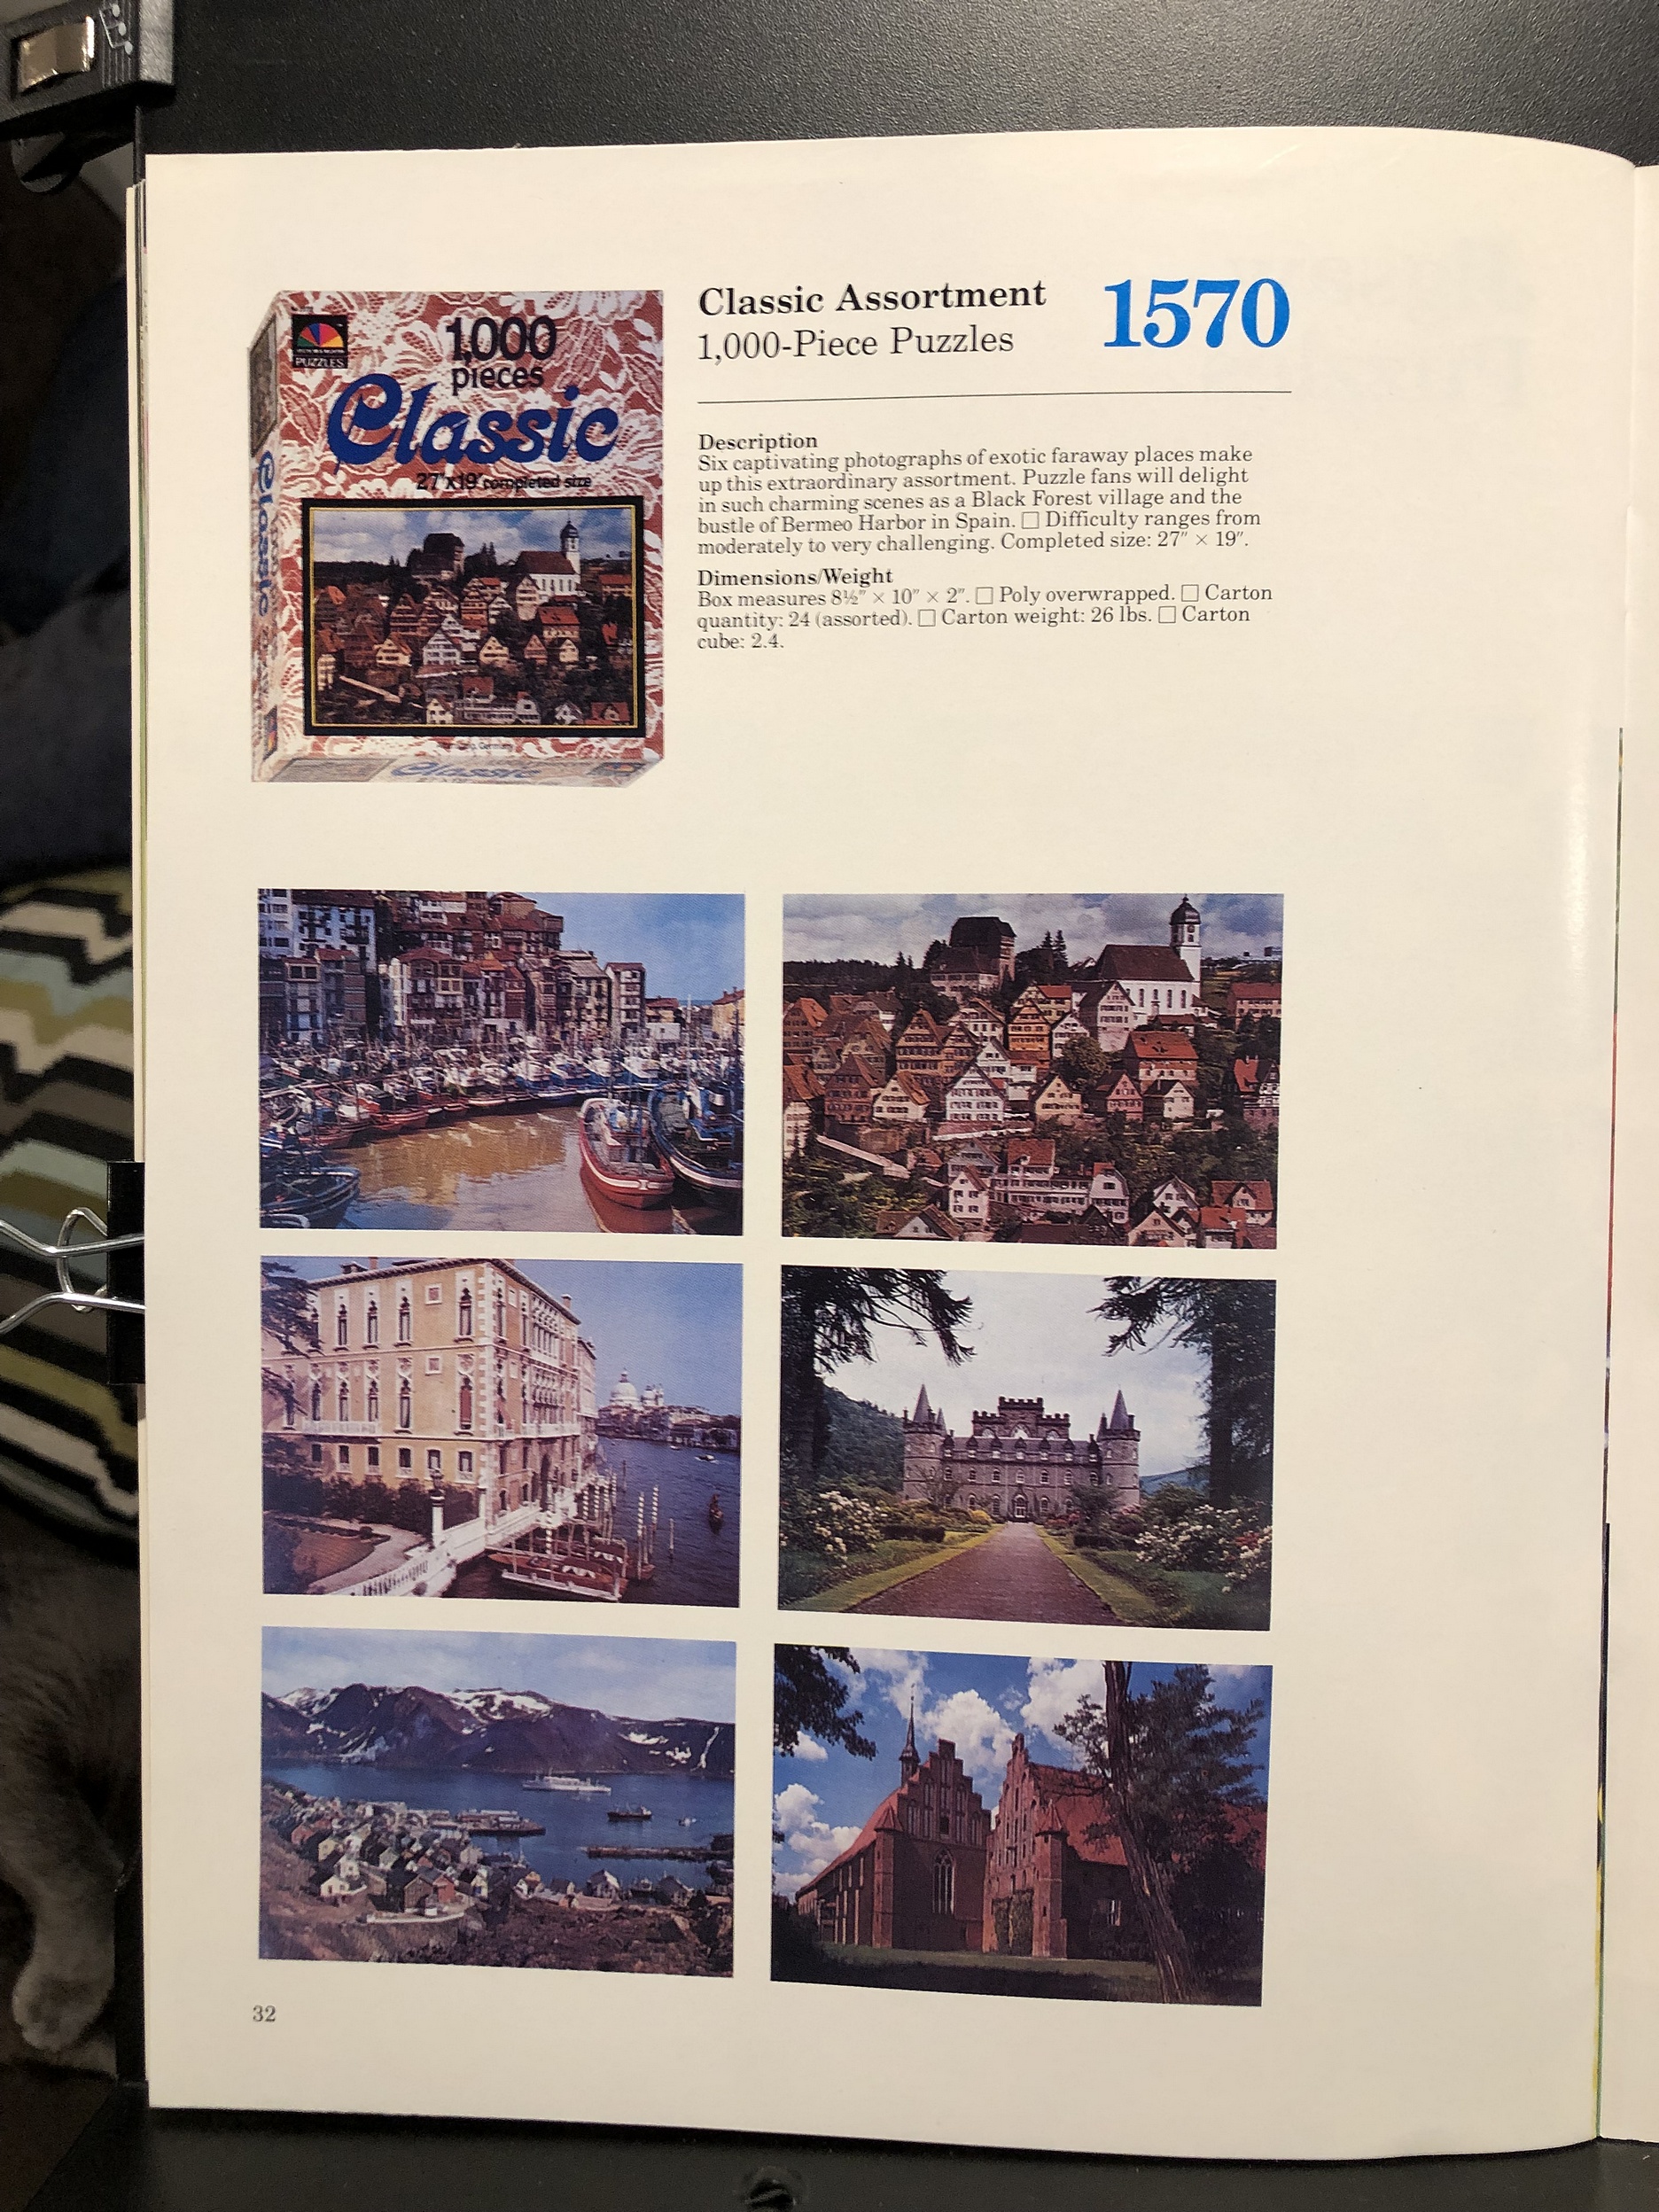 1,000
pieces
Classic
27"x19" completed size
PUZZLES
Classic
Classic
Classic Assortment
1,000-Piece Puzzles
1570
Description
Six captivating photographs of exotic faraway places make
up this extraordinary assortment. Puzzle fans will delight
in such charming scenes as a Black Forest village and the
bustle of Bermeo Harbor in Spain. □ Difficulty ranges from
moderately to very challenging. Completed size: 27″ × 19″.
Dimensions/Weight
Box measures 8½″ × 10″ × 2″. □ Poly overwrapped. □ Carton
quantity: 24 (assorted). □ Carton weight: 26 lbs. □ Carton
cube: 2.4.
32